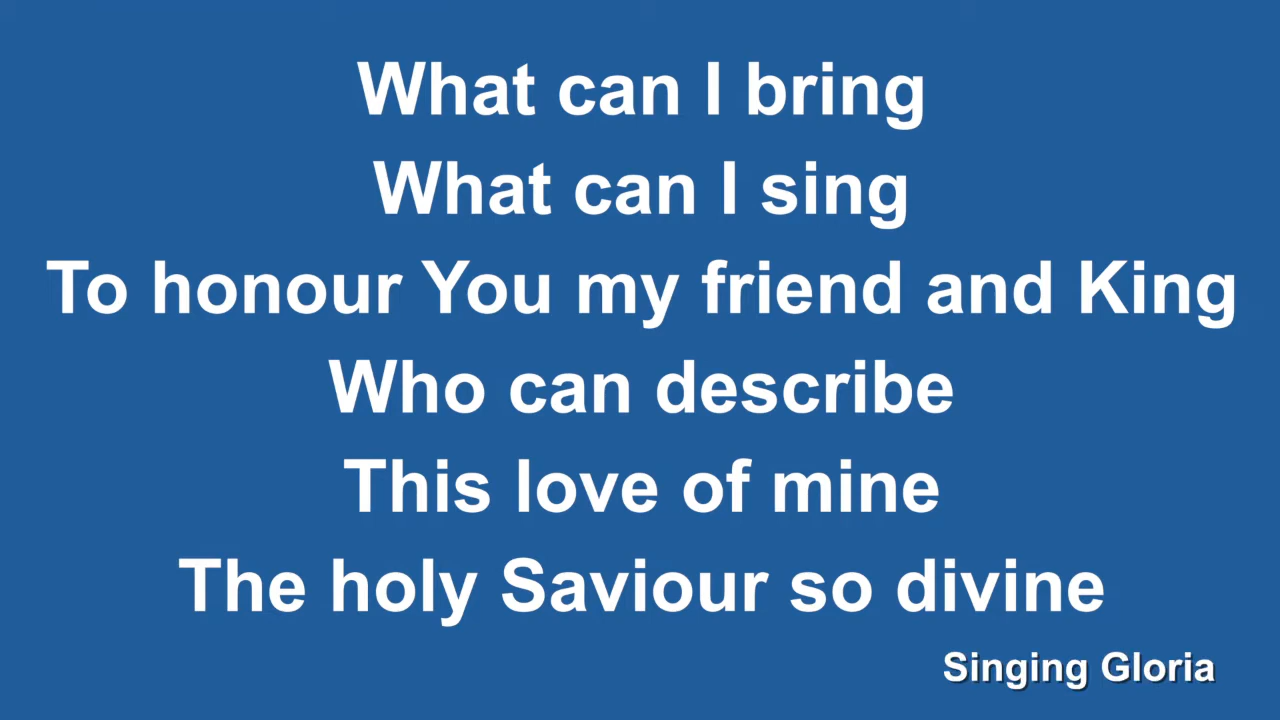 What can I bring
What can I sing
To honour You my friend and King
Who can describe
This love of mine
The holy Saviour so divine
Singing Gloria